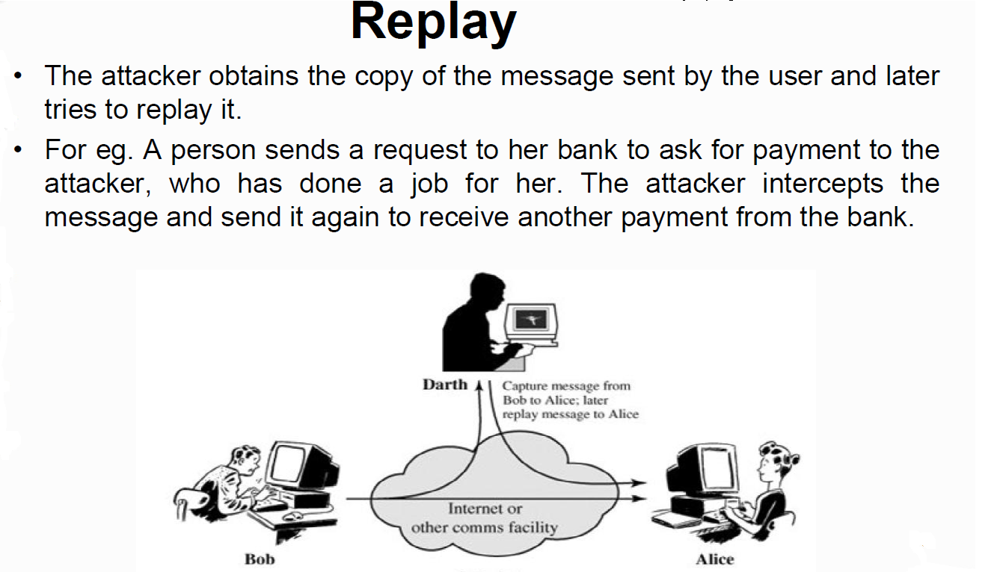 Replay
• The attacker obtains the copy of the message sent by the user and later
tries to replay it.
• For eg. A person sends a request to her bank to ask for payment to the
attacker, who has done a job for her. The attacker intercepts the
message and send it again to receive another payment from the bank.
Darth
Capture message from
Bob to Alice; later
replay message to Alice
Internet or
other comms facility
Bob
Alice